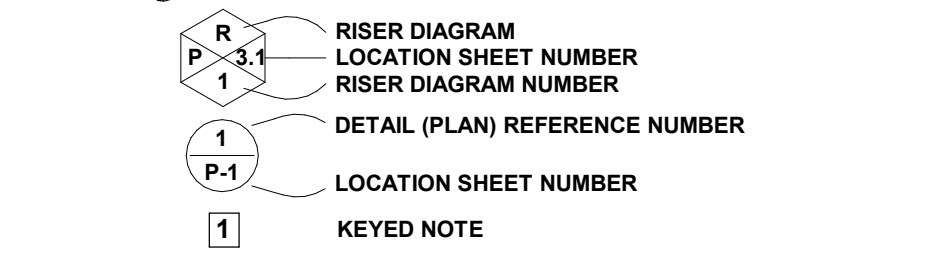 R RISER DIAGRAM
P 3.1 LOCATION SHEET NUMBER
1 RISER DIAGRAM NUMBER
1 DETAIL (PLAN) REFERENCE NUMBER
P-1 LOCATION SHEET NUMBER
1 KEYED NOTE